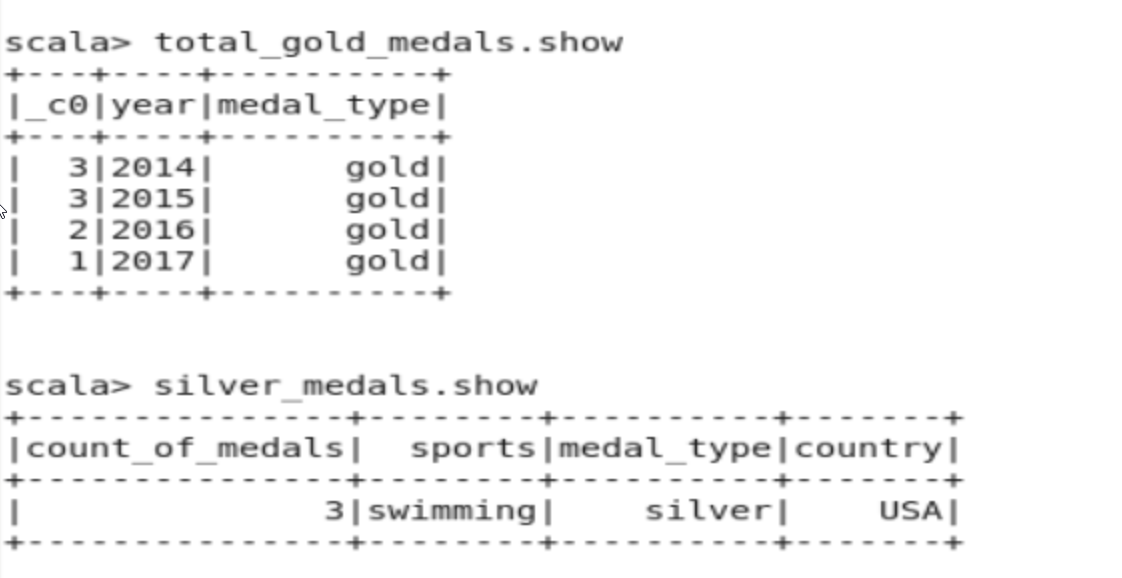 scala> total_gold_medals.show
+---+----+----------+
|_c0|year|medal_type|
+---+----+----------+
|  3|2014|      gold|
|  3|2015|      gold|
|  2|2016|      gold|
|  1|2017|      gold|
+---+----+----------+
scala> silver_medals.show
+---------------+--------+----------+-------+
|count_of_medals|  sports|medal_type|country|
+---------------+--------+----------+-------+
|              3|swimming|    silver|    USA|
+---------------+--------+----------+-------+